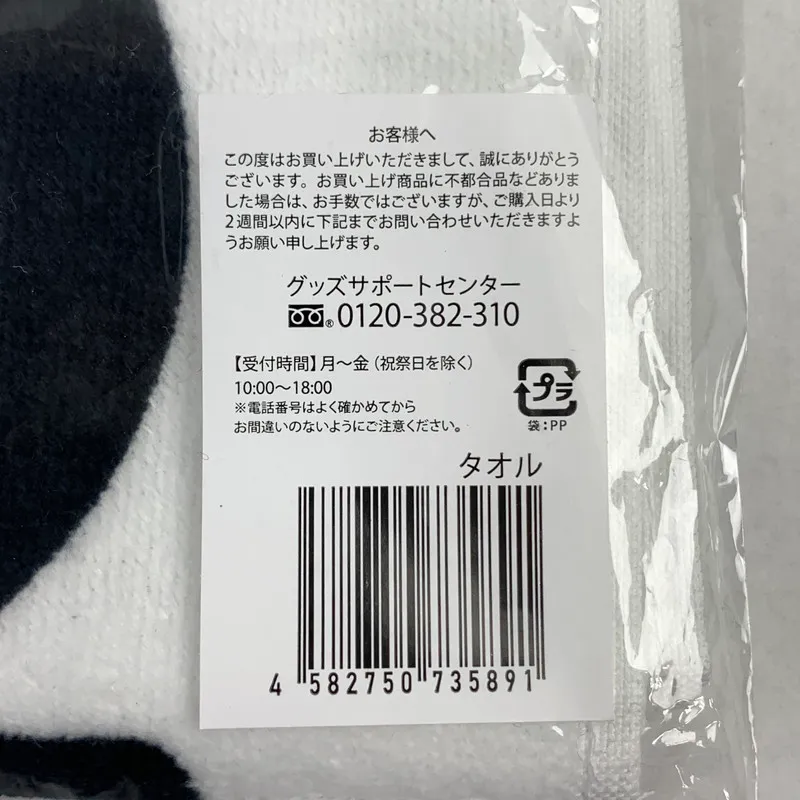 お客様へ
この度はお買い上げいただきまして、誠にありがとう
ございます。お買い上げ商品に不都合品などありま
した場合は、お手数ではございますが、ご購入日より
2週間以内に下記までお問い合わせいただきますよ
うお願い申し上げます。
グッズサポートセンター
® 0120-382-310
【受付時間】月〜金（祝祭日を除く）
10:00〜18:00
※電話番号はよく確かめてから
お間違いのないようにご注意ください。
プラ
袋：PP
タオル
4 582750 735891